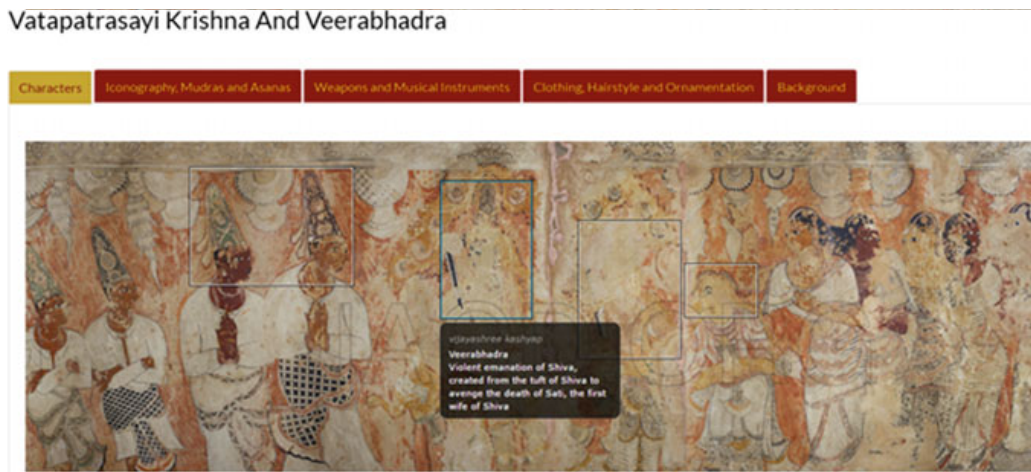 Vatapatrasayi Krishna And Veerabhadra
Characters
Iconography, Mudras and Asanas
Weapons and Musical Instruments
Clothing, Hairstyle and Ornamentation
Background
vijayashree kashyap
Veerabhadra
Violent emanation of Shiva,
created from the tuft of Shiva to
avenge the death of Sati, the first
wife of Shiva